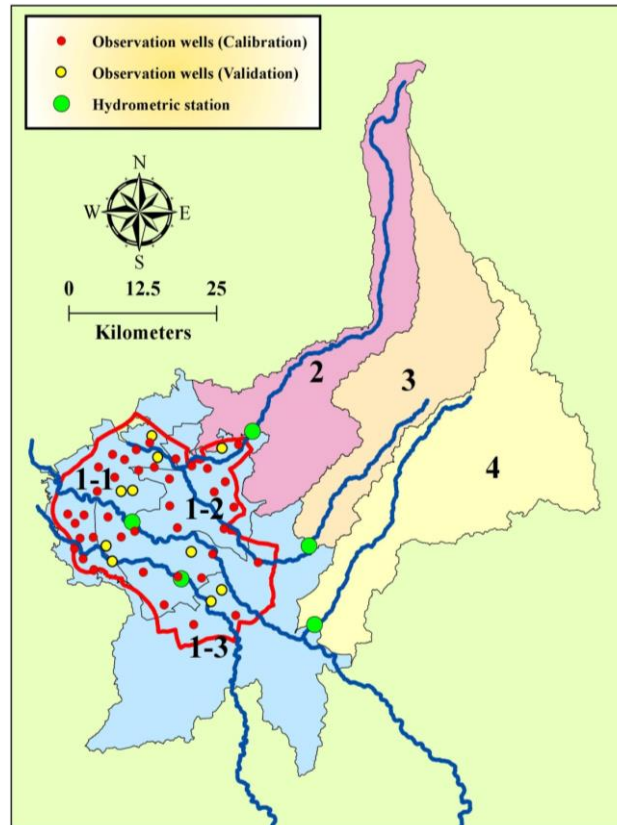 Observation wells (Calibration)
Observation wells (Validation)
Hydrometric station
N
W
E
S
0
12.5
25
Kilometers
2
3
4
1-1
1-2
1-3